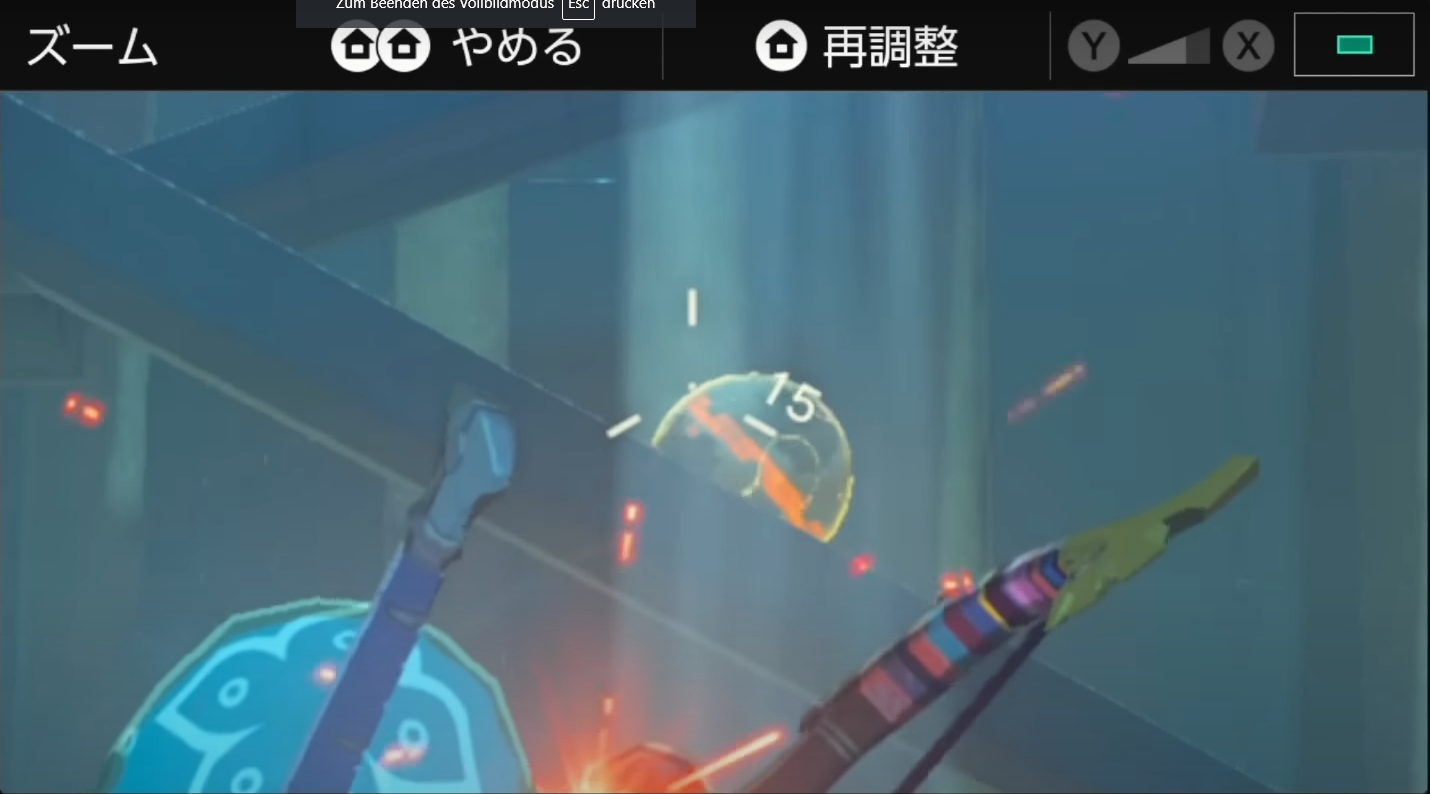 Zum Beenden des Vollbildmodus Esc drücken
ズーム やめる 再調整 Y X
15